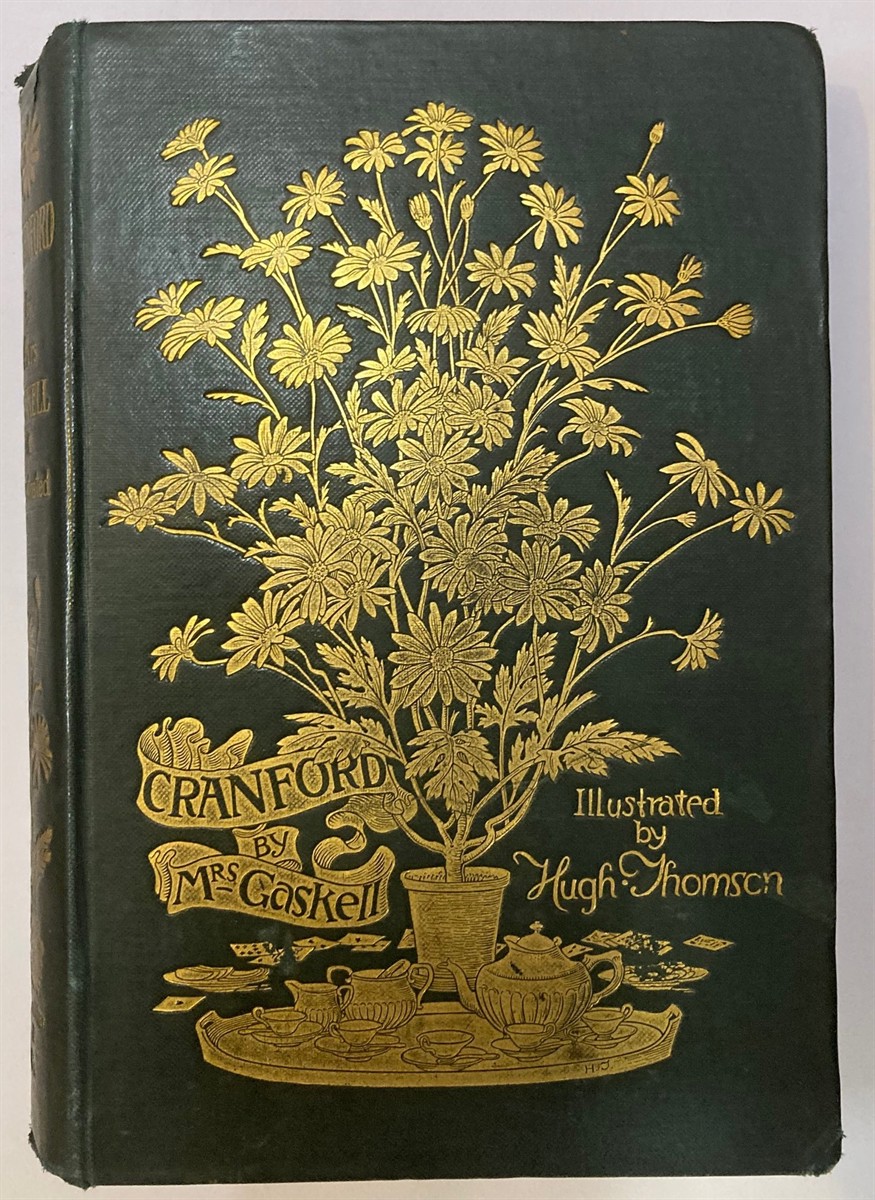 CRANFORD
BY
MRS Gaskell
Illustrated
by
Hugh Thomson
H T